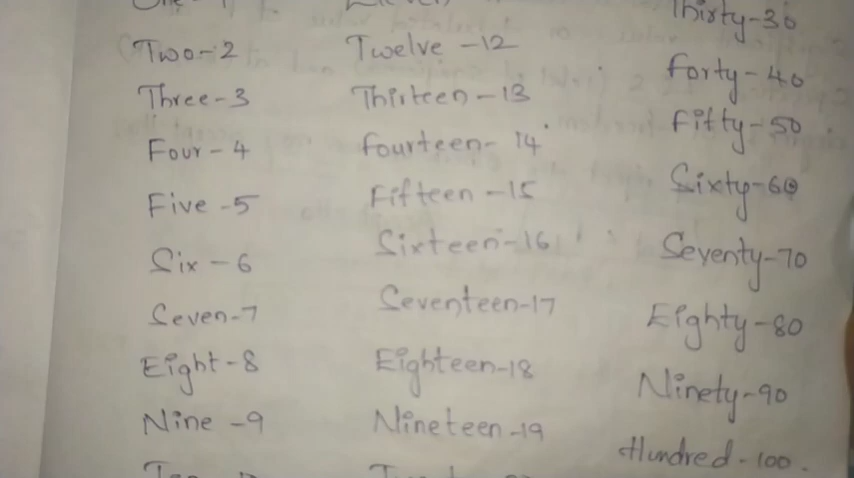 Two-2
Three-3
Four-4
Five-5
Six-6
Seven-7
Eight-8
Nine-9
Twelve-12
Thirteen-13
fourteen-14
Fifteen-15
Sixteen-16
Seventeen-17
Eighteen-18
Nineteen-19
Thirty-30
forty-40
Fifty-50
Sixty-60
Seventy-70
Eighty-80
Ninety-90
Hundred-100.